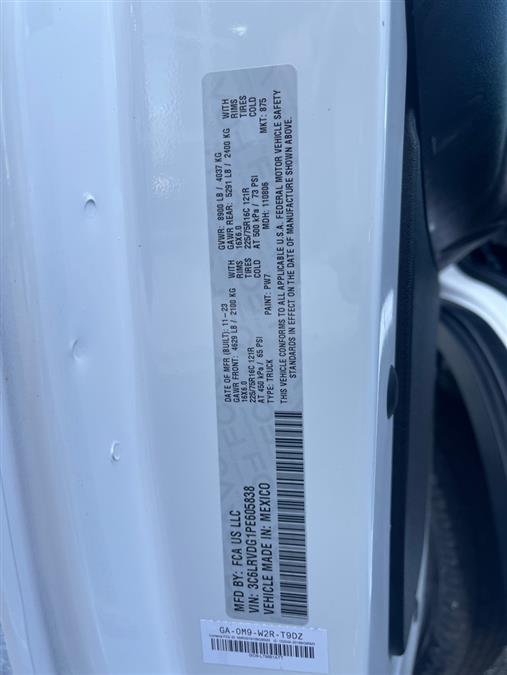 MFD BY: FCA US LLC
DATE OF MFR (BUILT): 11-23
GVWR: 8900 LB / 4037 KG
GAWR FRONT: 4629 LB / 2100 KG WITH
16X6.0 RIMS
225/75R16C 121R TIRES
AT 450 kPa / 65 PSI COLD
GAWR REAR: 5291 LB / 2400 KG WITH
16X6.0 RIMS
225/75R16C 121R TIRES
AT 500 kPa / 73 PSI COLD
VIN: 3C6LRVDG1PE605838
TYPE: TRUCK PAINT: PW7 MDH: 110806 MKT: 875
VEHICLE MADE IN: MEXICO
THIS VEHICLE CONFORMS TO ALL APPLICABLE U.S.A. FEDERAL MOTOR VEHICLE SAFETY
STANDARDS IN EFFECT ON THE DATE OF MANUFACTURE SHOWN ABOVE.
GA-0M9-W2R-T9DZ